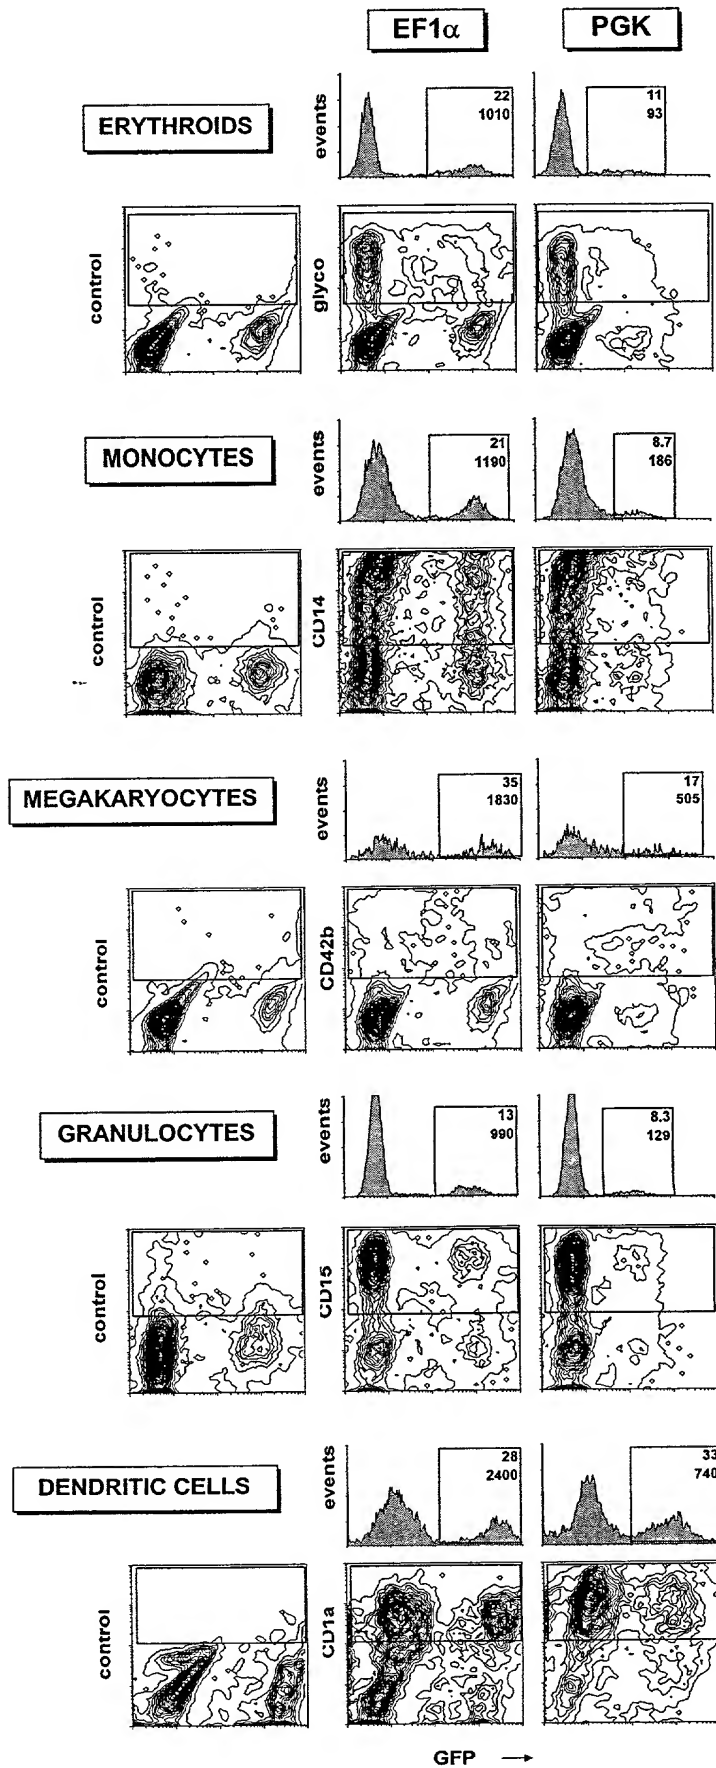 EF1α
PGK
ERYTHROIDS
events
22
1010
11
93
control
glyco
MONOCYTES
events
21
1190
8.7
186
control
CD14
MEGAKARYOCYTES
events
35
1830
17
505
control
CD42b
GRANULOCYTES
events
13
990
8.3
129
control
CD15
DENDRITIC CELLS
events
28
2400
33
740
control
CD1a
GFP →